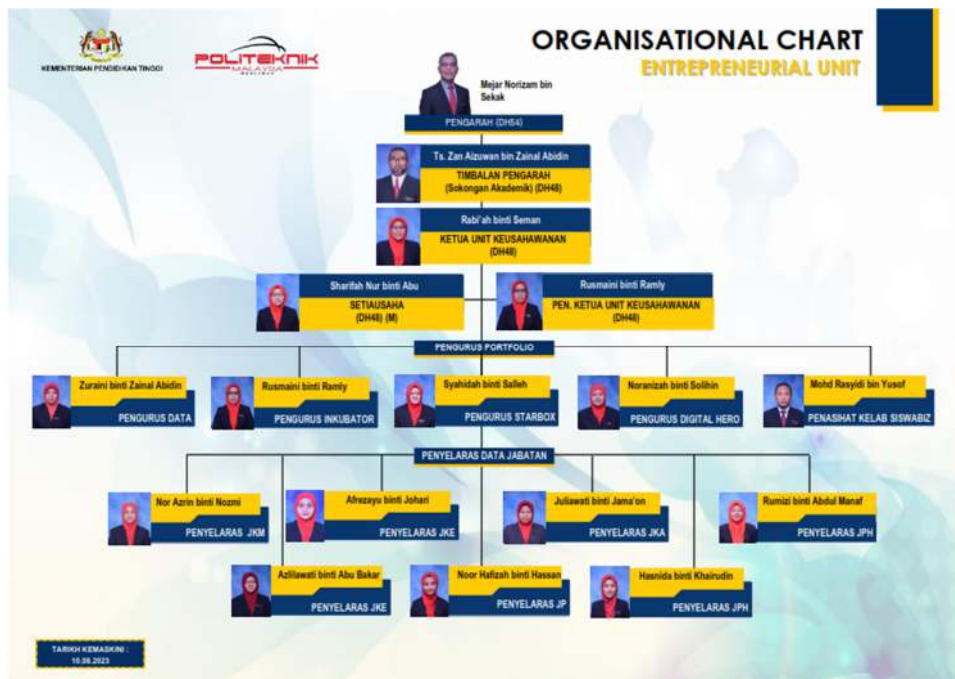 ORGANISATIONAL CHART
ENTREPRENEURIAL UNIT
KEMENTERIAN PENDIDIKAN TINGGI
POLITEKNIK
MALAYSIA
MERLIMAU
Mejar Norizam bin
Sekak
PENGARAH (DH54)
Ts. Zan Aizuwan bin Zainal Abidin
TIMBALAN PENGARAH
(Sokongan Akademik) (DH48)
Rabi'ah binti Seman
KETUA UNIT KEUSAHAWANAN
(DH48)
Sharifah Nur binti Abu
SETIAUSAHA
(DH48) (M)
Rusmaini binti Ramly
PEN. KETUA UNIT KEUSAHAWANAN
(DH48)
PENGURUS PORTFOLIO
Zuraini binti Zainal Abidin
PENGURUS DATA
Rusmaini binti Ramly
PENGURUS INKUBATOR
Syahidah binti Salleh
PENGURUS STARBOX
Noranizah binti Solihin
PENGURUS DIGITAL HERO
Mohd Rasyidi bin Yusof
PENASIHAT KELAB SISWABIZ
PENYELARAS DATA JABATAN
Nor Azrin binti Nozmi
PENYELARAS JKM
Afrezayu binti Johari
PENYELARAS JKE
Juliawati binti Jama'on
PENYELARAS JKA
Rumizi binti Abdul Manaf
PENYELARAS JPH
Azlilawati binti Abu Bakar
PENYELARAS JKE
Noor Hafizah binti Hassan
PENYELARAS JP
Hasnida binti Khairudin
PENYELARAS JPH
TARIKH KEMASKINI :
10.08.2023